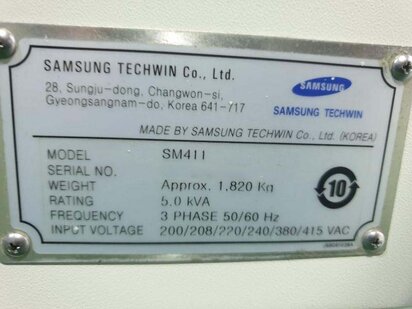 SAMSUNG TECHWIN Co., Ltd.
28, Sungju-dong, Changwon-si,
Gyeongsangnam-do, Korea 641-717
SAMSUNG
SAMSUNG TECHWIN
MADE BY SAMSUNG TECHWIN Co., Ltd. (KOREA)
MODEL SM411
SERIAL NO.
WEIGHT Approx. 1,820 Kg
RATING 5.0 kVA
FREQUENCY 3 PHASE 50/60 Hz
INPUT VOLTAGE 200/208/220/240/380/415 VAC
10